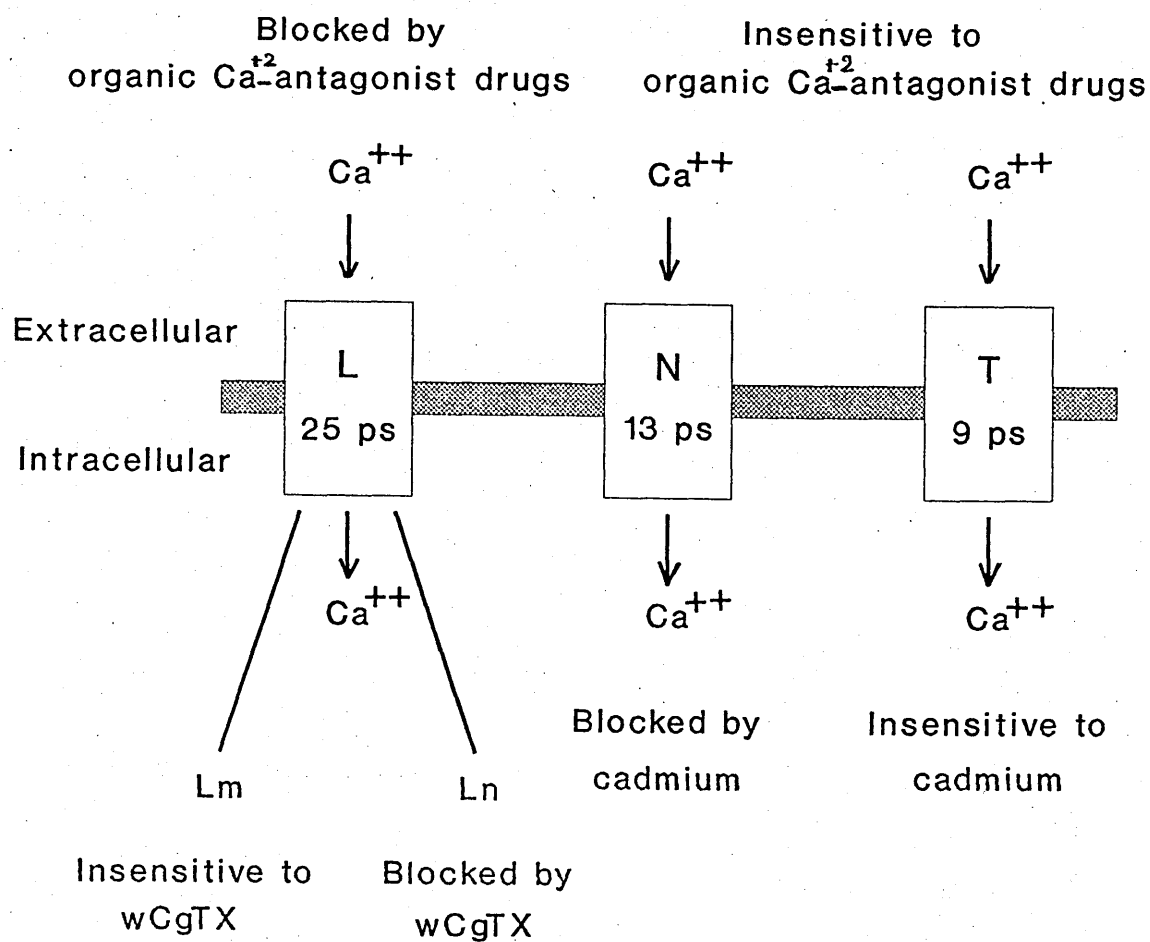 Blocked by
organic Ca+2-antagonist drugs
Insensitive to
organic Ca+2-antagonist drugs
Ca++
Ca++
Ca++
Extracellular
L
25 ps
N
13 ps
T
9 ps
Intracellular
Ca++
Ca++
Ca++
Lm
Ln
Blocked by
cadmium
Insensitive to
cadmium
Insensitive to
wCgTX
Blocked by
wCgTX